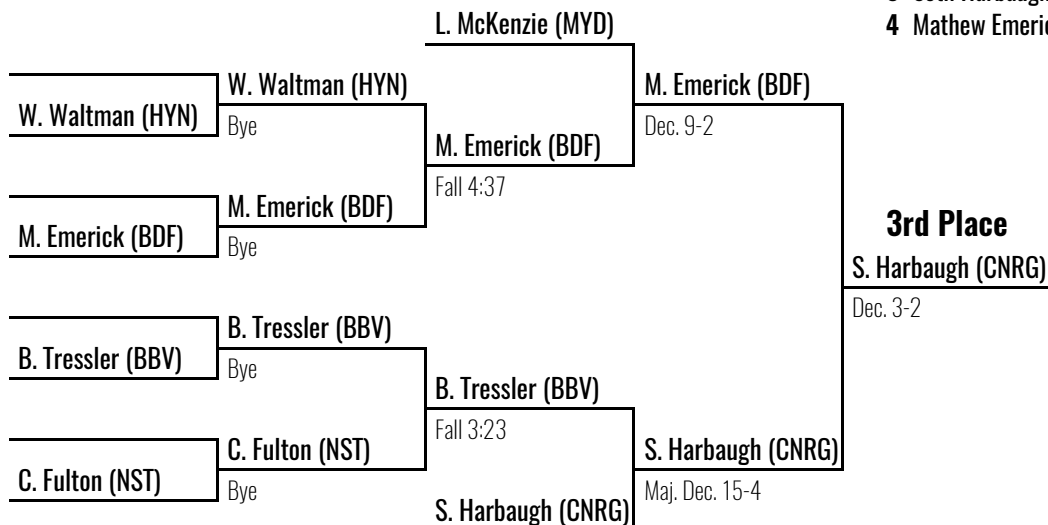 4 Mathew Emeric
L. McKenzie (MYD)
W. Waltman (HYN)
M. Emerick (BDF)
W. Waltman (HYN)
Bye
Dec. 9-2
M. Emerick (BDF)
Fall 4:37
M. Emerick (BDF)
M. Emerick (BDF)
Bye
3rd Place
S. Harbaugh (CNRG)
Dec. 3-2
B. Tressler (BBV)
B. Tressler (BBV)
Bye
B. Tressler (BBV)
Fall 3:23
C. Fulton (NST)
S. Harbaugh (CNRG)
C. Fulton (NST)
Bye
Maj. Dec. 15-4
S. Harbaugh (CNRG)